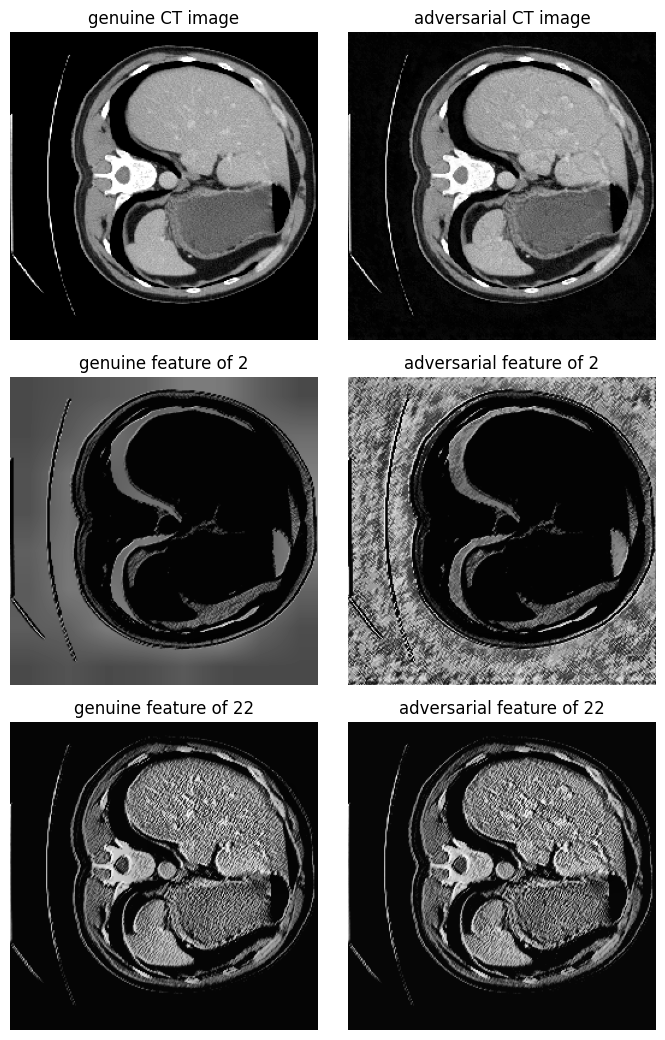 genuine CT image
adversarial CT image
genuine feature of 2
adversarial feature of 2
genuine feature of 22
adversarial feature of 22